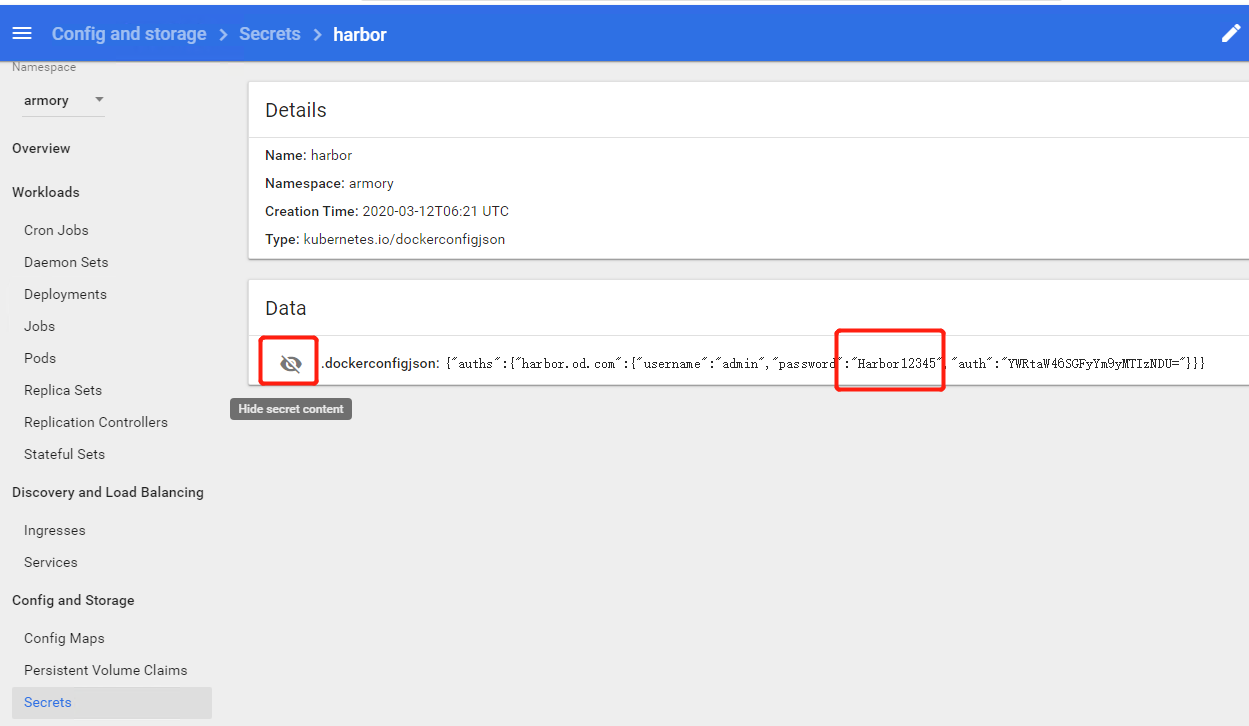 Config and storage > Secrets > harbor
Namespace
armory
Overview
Workloads
Cron Jobs
Daemon Sets
Deployments
Jobs
Pods
Replica Sets
Replication Controllers
Stateful Sets
Discovery and Load Balancing
Ingresses
Services
Config and Storage
Config Maps
Persistent Volume Claims
Secrets
Details
Name: harbor
Namespace: armory
Creation Time: 2020-03-12T06:21 UTC
Type: kubernetes.io/dockerconfigjson
Data
.dockerconfigjson: {"auths":{"harbor.od.com":{"username":"admin","password":"Harbor12345","auth":"YWRtaW46SGFyYm9yMTIzNDU="}}}
Hide secret content